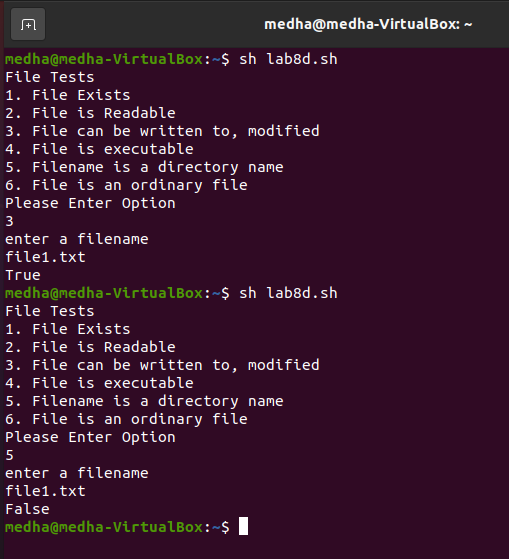 medha@medha-VirtualBox: ~
medha@medha-VirtualBox:~$ sh lab8d.sh
File Tests
1. File Exists
2. File is Readable
3. File can be written to, modified
4. File is executable
5. Filename is a directory name
6. File is an ordinary file
Please Enter Option
3
enter a filename
file1.txt
True
medha@medha-VirtualBox:~$ sh lab8d.sh
File Tests
1. File Exists
2. File is Readable
3. File can be written to, modified
4. File is executable
5. Filename is a directory name
6. File is an ordinary file
Please Enter Option
5
enter a filename
file1.txt
False
medha@medha-VirtualBox:~$